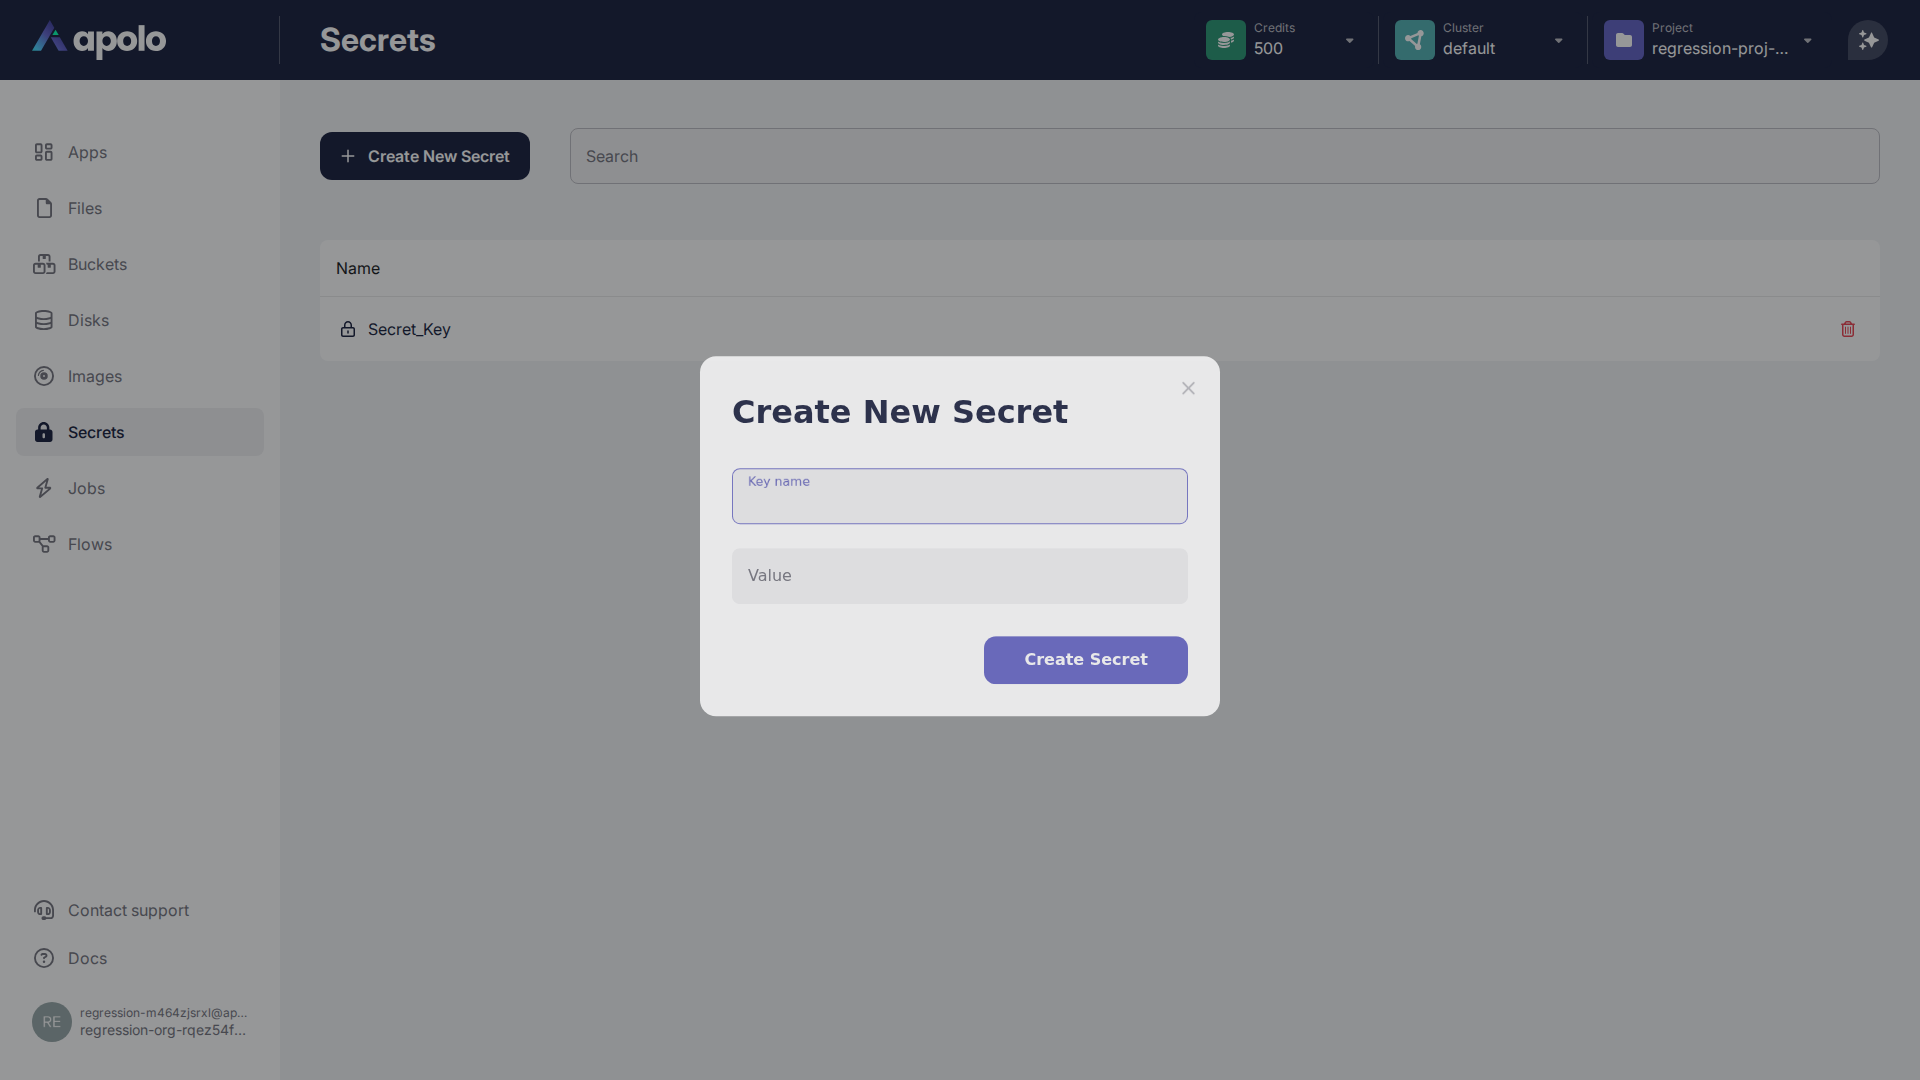 apolo
Secrets
Credits
500
Cluster
default
Project
regression-proj-...
Apps
Files
Buckets
Disks
Images
Secrets
Jobs
Flows
Contact support
Docs
RE
regression-m464zjsrxl@ap...
regression-org-rqez54f...
Create New Secret
Search
Name
Secret_Key
Create New Secret
Key name
Value
Create Secret